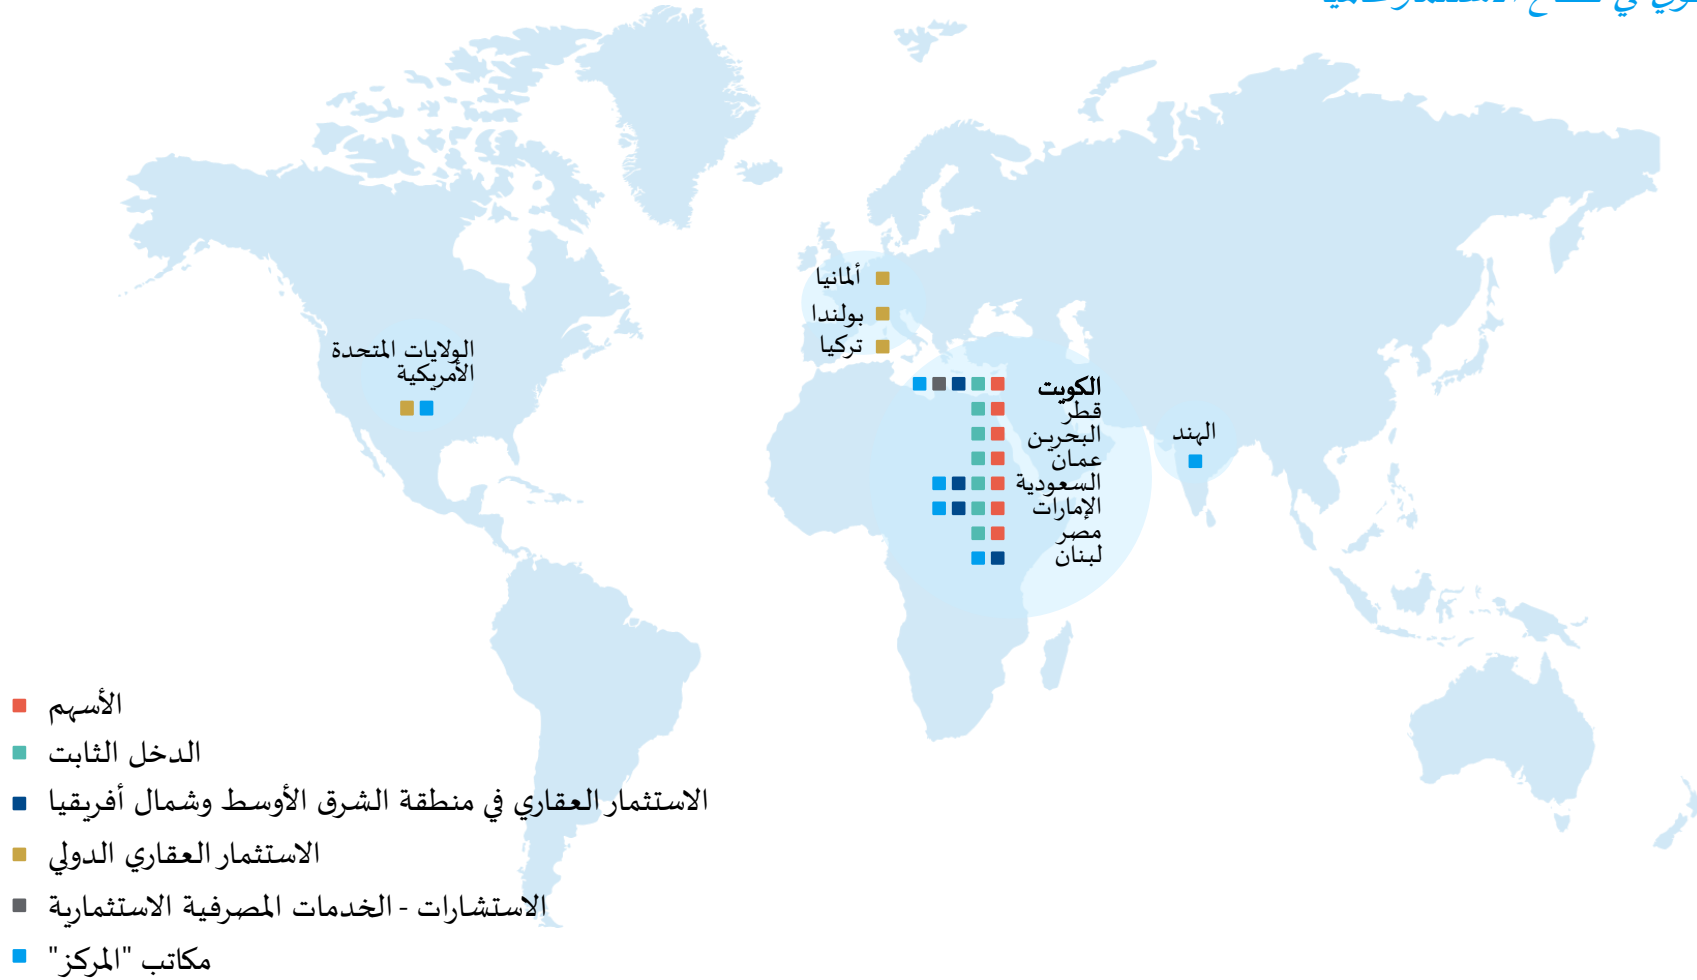 في
ألمانيا
بولندا
تركيا
الولايات المتحدة
الأمريكية
الكويت
قطر
البحرين
عمان
السعودية
الإمارات
مصر
لبنان
الهند
الأسهم
الدخل الثابت
الاستثمار العقاري في منطقة الشرق الأوسط وشمال أفريقيا
الاستثمار العقاري الدولي
الاستشارات - الخدمات المصرفية الاستثمارية
مكاتب "المركز"